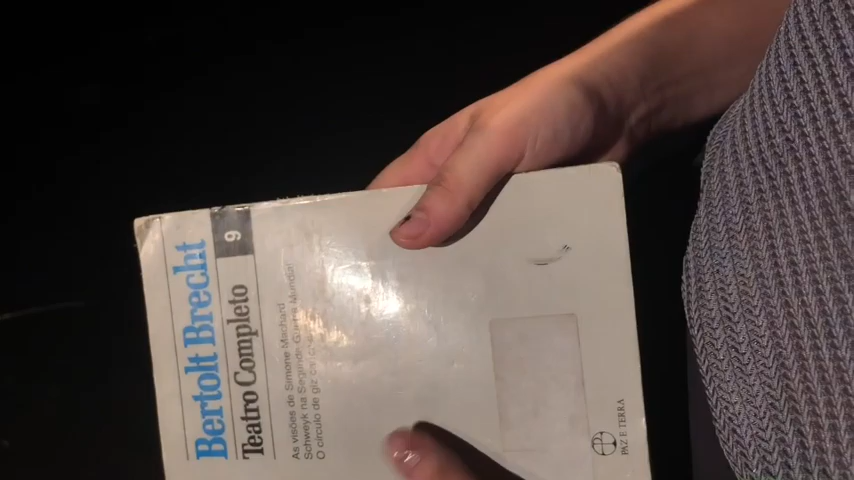 Bertolt Brecht
Teatro Completo
9
As visões de Simone Machard
Schweyk na Segunda Guerra Mundial
O círculo de giz
PAZ E TERRA